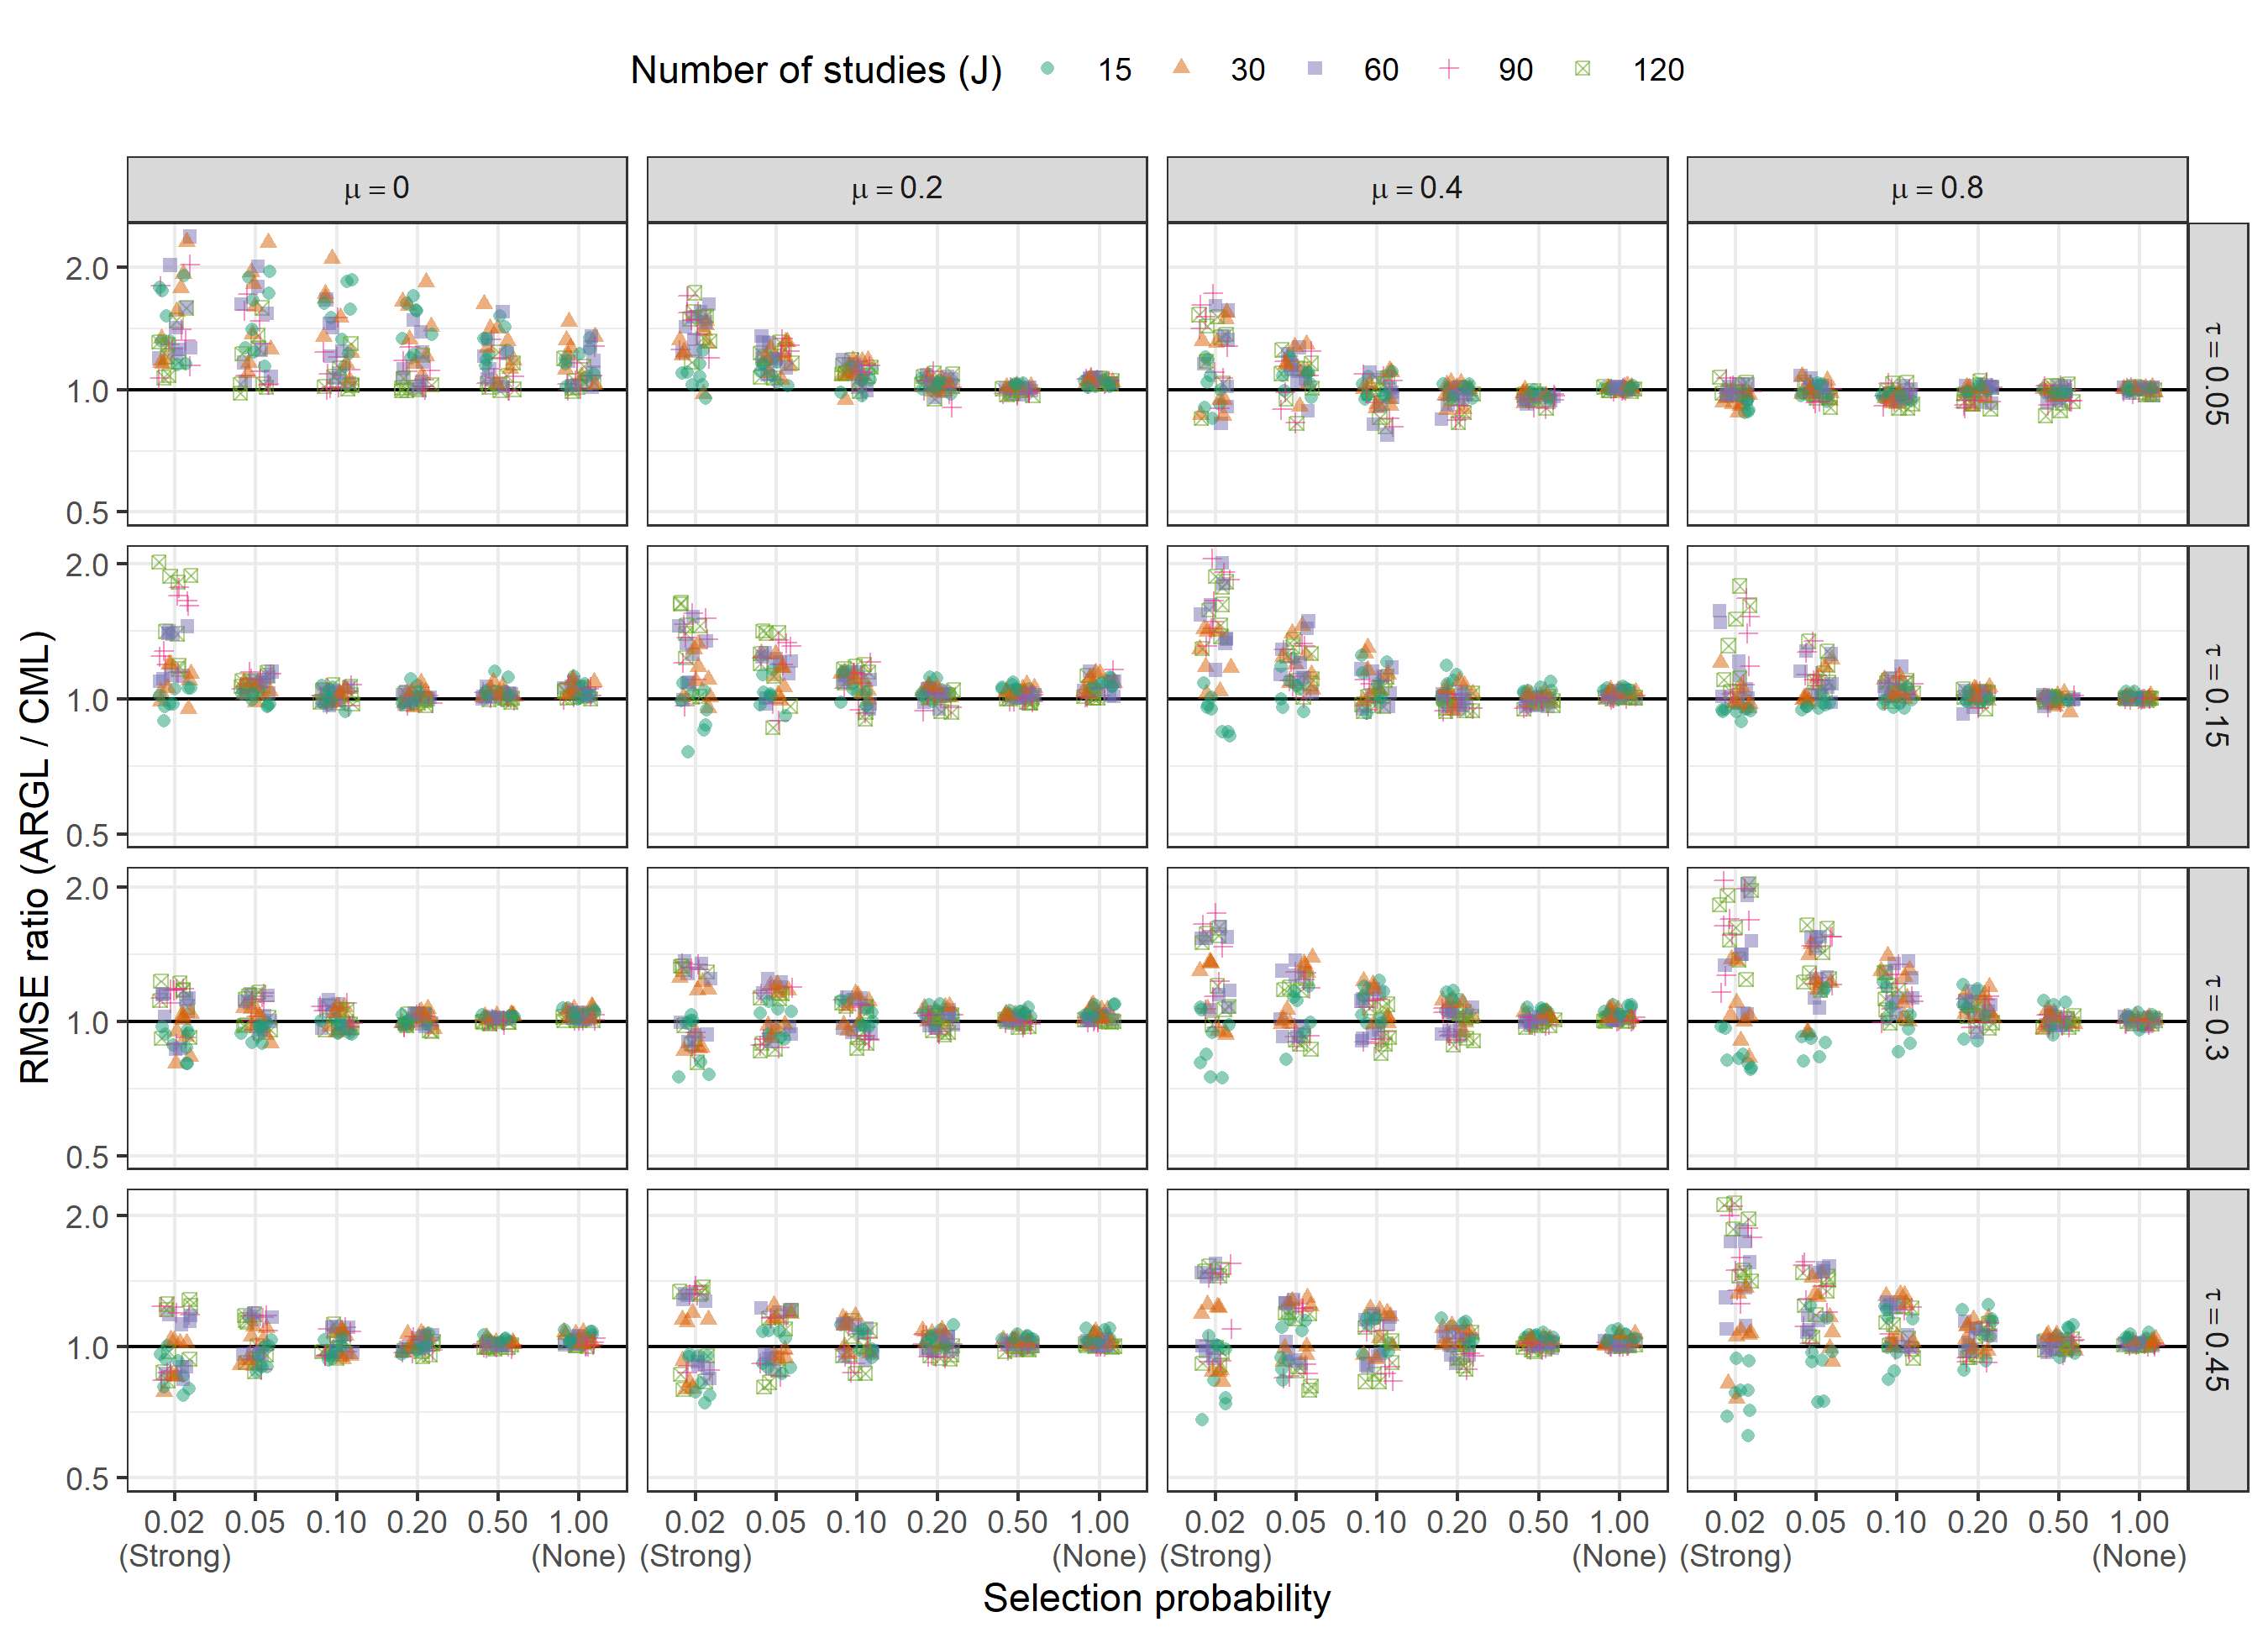 Number of studies (J) 15 30 60 90 120
μ = 0 μ = 0.2 μ = 0.4 μ = 0.8
2.0
1.0
0.5
τ = 0.05
2.0
1.0
0.5
τ = 0.15
2.0
1.0
0.5
τ = 0.3
2.0
1.0
0.5
τ = 0.45
RMSE ratio (ARGL / CML)
0.02 0.05 0.10 0.20 0.50 1.00 0.02 0.05 0.10 0.20 0.50 1.00 0.02 0.05 0.10 0.20 0.50 1.00 0.02 0.05 0.10 0.20 0.50 1.00
(Strong) (None) (Strong) (None) (Strong) (None) (Strong) (None)
Selection probability